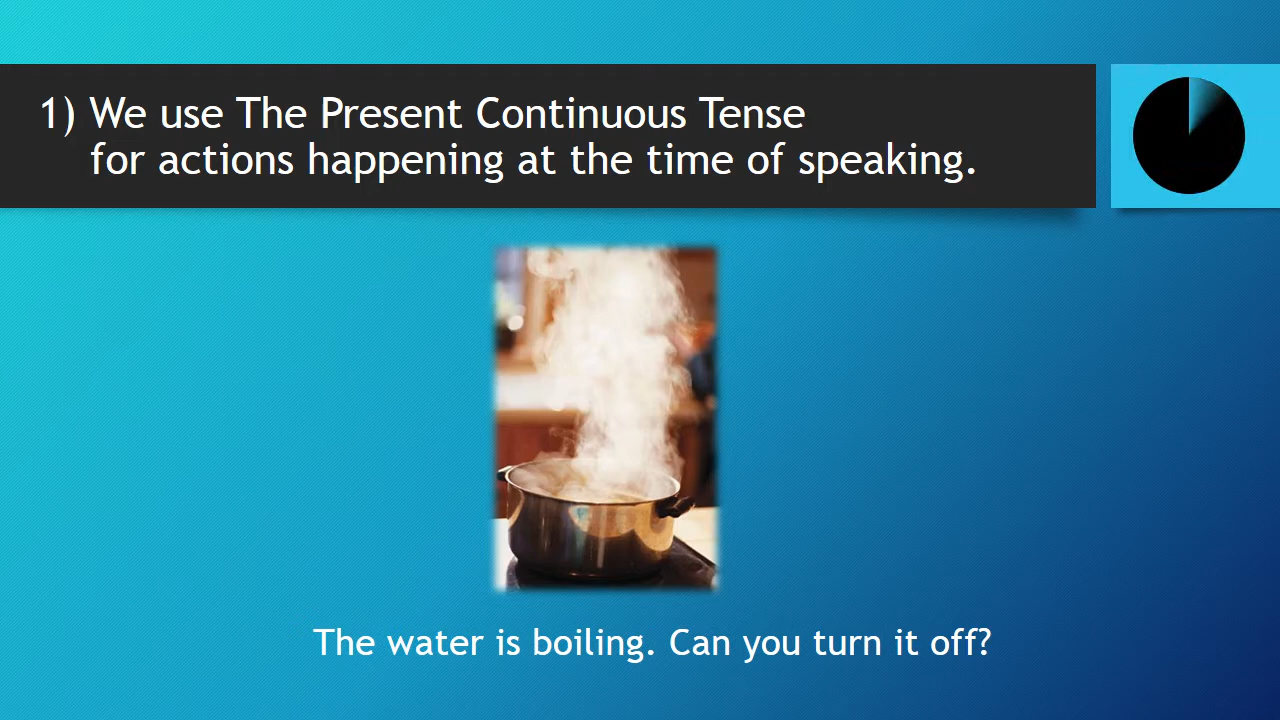 1) We use The Present Continuous Tense
for actions happening at the time of speaking.
The water is boiling. Can you turn it off?